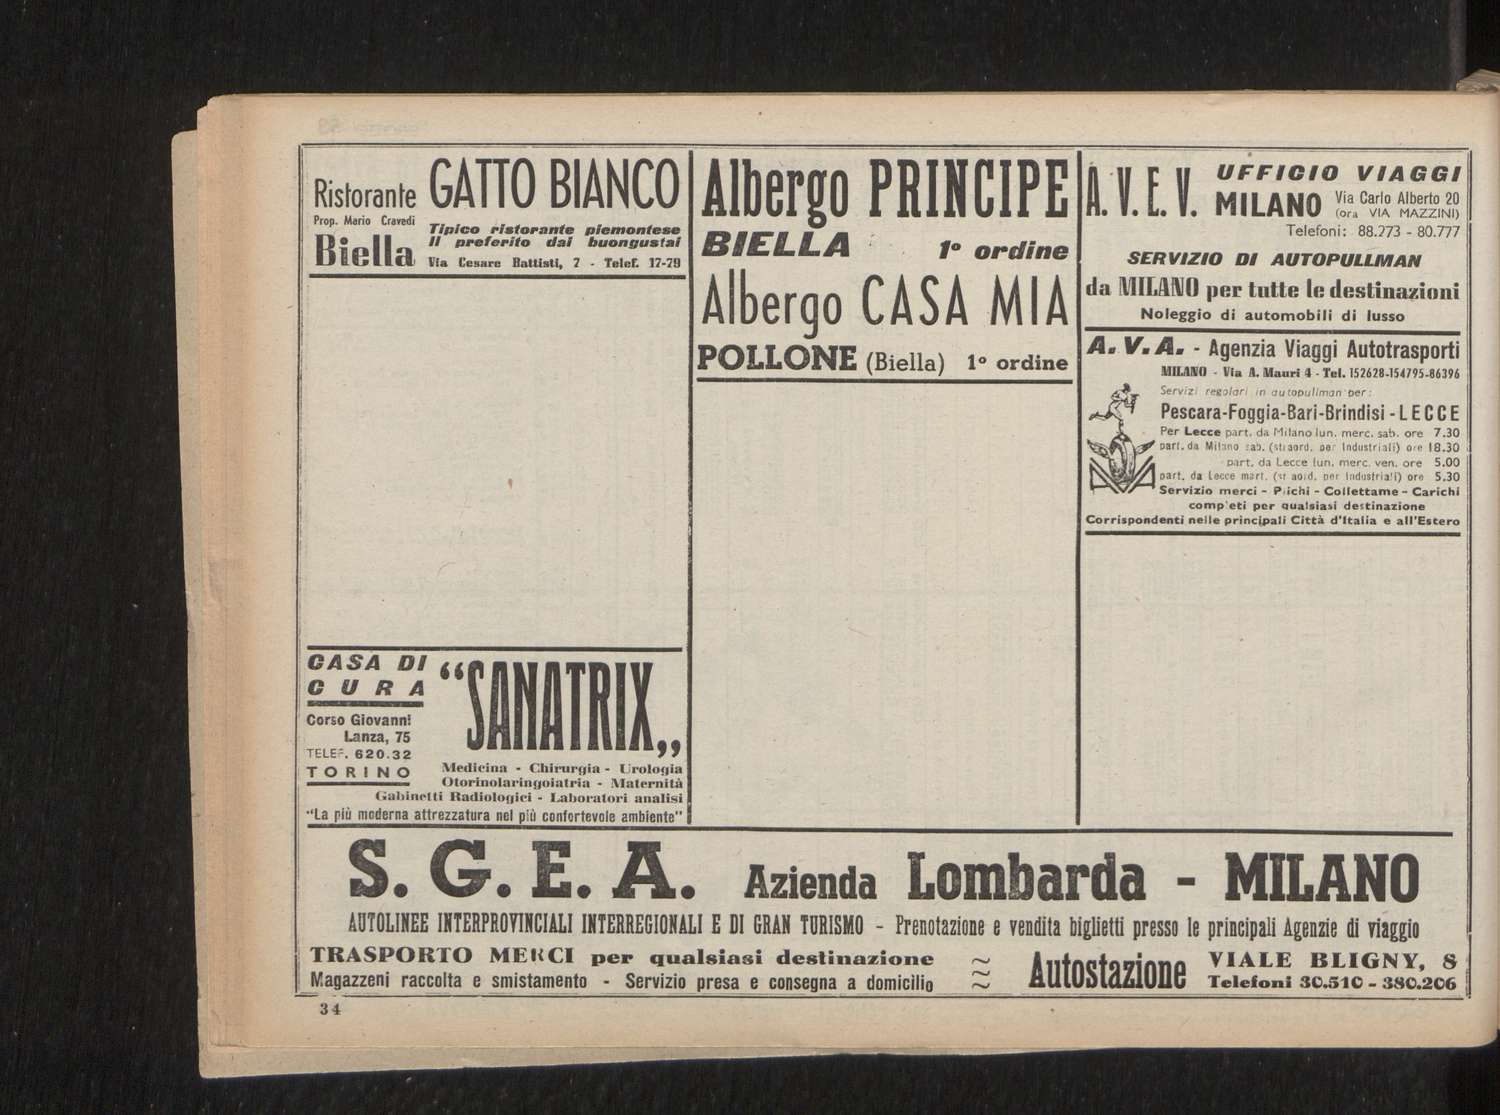 Ristorante GATTO BIANCO
Prop. Mario Cravedi
Biella
Tipico ristorante piemontese
Il preferito dai buongustai
Via Cesare Battisti, 7 - Telef. 17-79
CASA DI
CURA
"SANATRIX„
Corso Giovanni
Lanza, 75
TELEF. 620.32
TORINO
Medicina - Chirurgia - Urologia
Otorinolaringoiatria - Maternità
Gabinetti Radiologici - Laboratori analisi
"La più moderna attrezzatura nel più confortevole ambiente"
Albergo PRINCIPE
BIELLA 1° ordine
Albergo CASA MIA
POLLONE (Biella) 1° ordine
A.V.E.V. UFFICIO VIAGGI
MILANO Via Carlo Alberto 20
(ora VIA MAZZINI)
Telefoni: 88.273 - 80.777
SERVIZIO DI AUTOPULLMAN
da MILANO per tutte le destinazioni
Noleggio di automobili di lusso
A.V.A. - Agenzia Viaggi Autotrasporti
MILANO - Via A. Mauri 4 - Tel. 152628-154795-86396
Servizi regolari in autopullman per:
Pescara-Foggia-Bari-Brindisi - LECCE
Per Lecce part. da Milano lun. merc. sab. ore 7.30
part. da Milano sab. (straord. per Industriali) ore 18.30
part. da Lecce lun. merc. ven. ore 5.00
part. da Lecce mart. (straord. per Industriali) ore 5.30
Servizio merci - Plichi - Collettame - Carichi
completi per qualsiasi destinazione
Corrispondenti nelle principali Città d'Italia e all'Estero
S. G. E. A. Azienda Lombarda - MILANO
AUTOLINEE INTERPROVINCIALI INTERREGIONALI E DI GRAN TURISMO - Prenotazione e vendita biglietti presso le principali Agenzie di viaggio
TRASPORTO MERCI per qualsiasi destinazione
Magazzeni raccolta e smistamento - Servizio presa e consegna a domicilio
Autostazione VIALE BLIGNY, 8
Telefoni 30.510 - 380.206
34